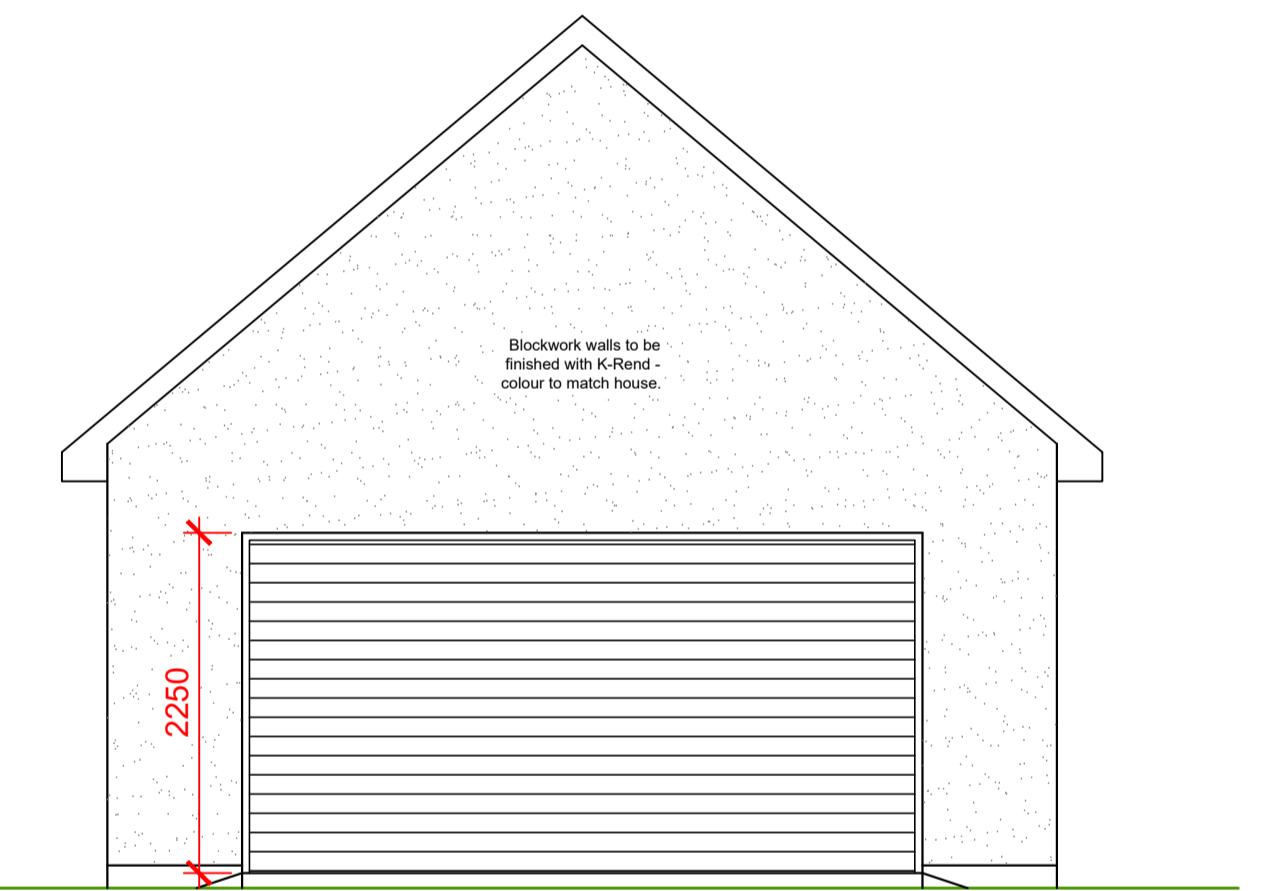 Blockwork walls to be
finished with K-Rend -
colour to match house.
2250